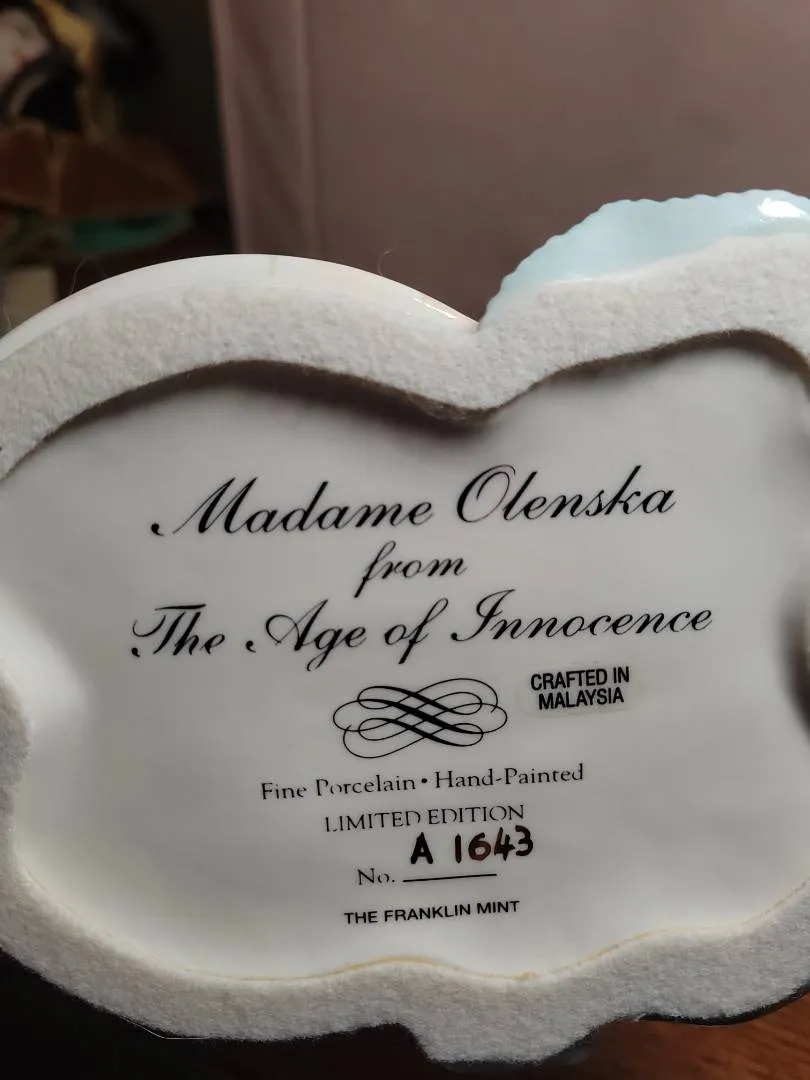 Madame Olenska
from
The Age of Innocence
CRAFTED IN
MALAYSIA
Fine Porcelain • Hand-Painted
LIMITED EDITION
A 1643
No.
THE FRANKLIN MINT